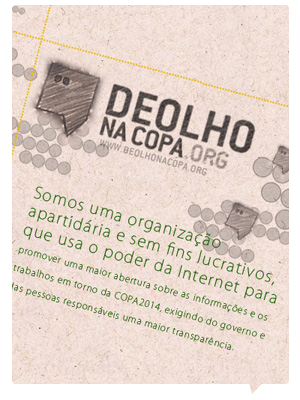 DEOLHO
NA COPA.ORG
WWW.DEOLHONACOPA.ORG
Somos uma organização
apartidária e sem fins lucrativos,
que usa o poder da Internet para
promover uma maior abertura sobre as informações e os
trabalhos em torno da COPA2014, exigindo do governo e
das pessoas responsáveis uma maior transparência.